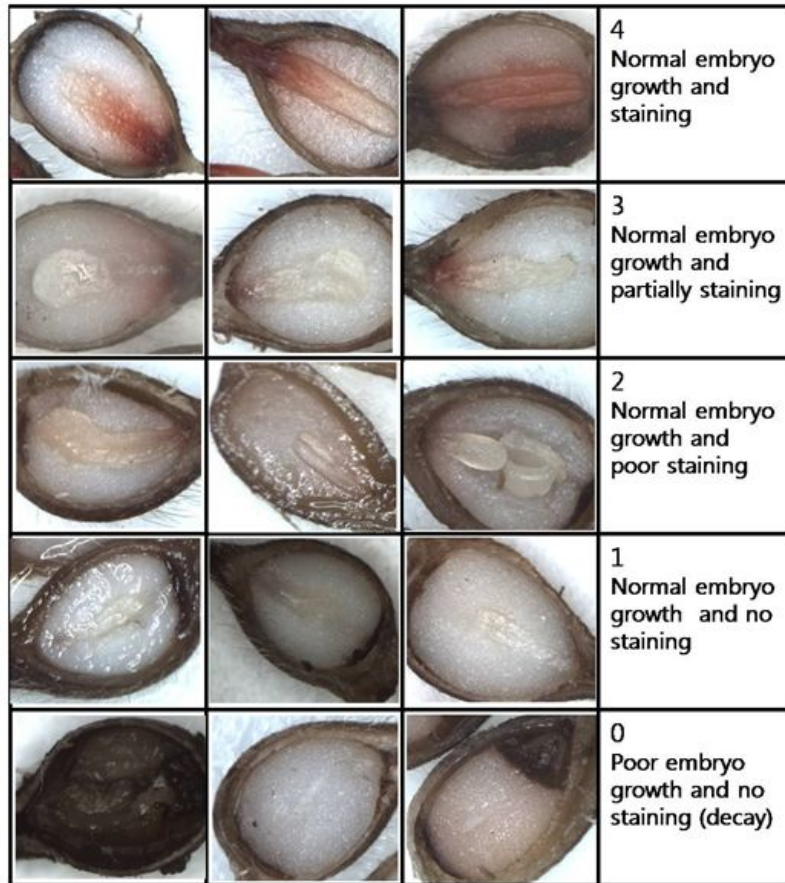 4
Normal embryo
growth and
staining
3
Normal embryo
growth and
partially staining
2
Normal embryo
growth and
poor staining
1
Normal embryo
growth and no
staining
0
Poor embryo
growth and no
staining (decay)